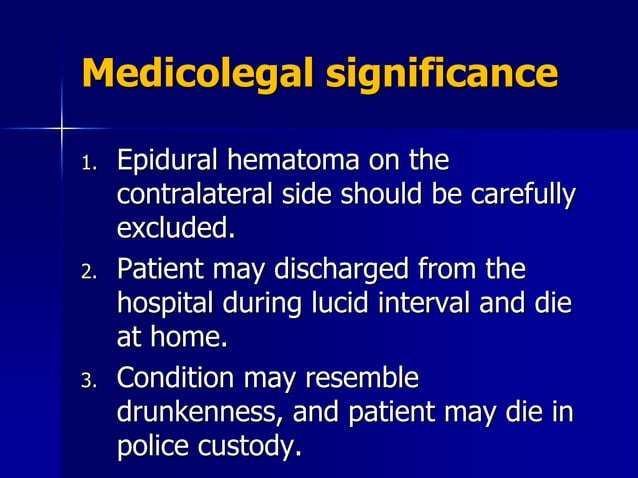 Medicolegal significance
1. Epidural hematoma on the
contralateral side should be carefully
excluded.
2. Patient may discharged from the
hospital during lucid interval and die
at home.
3. Condition may resemble
drunkenness, and patient may die in
police custody.